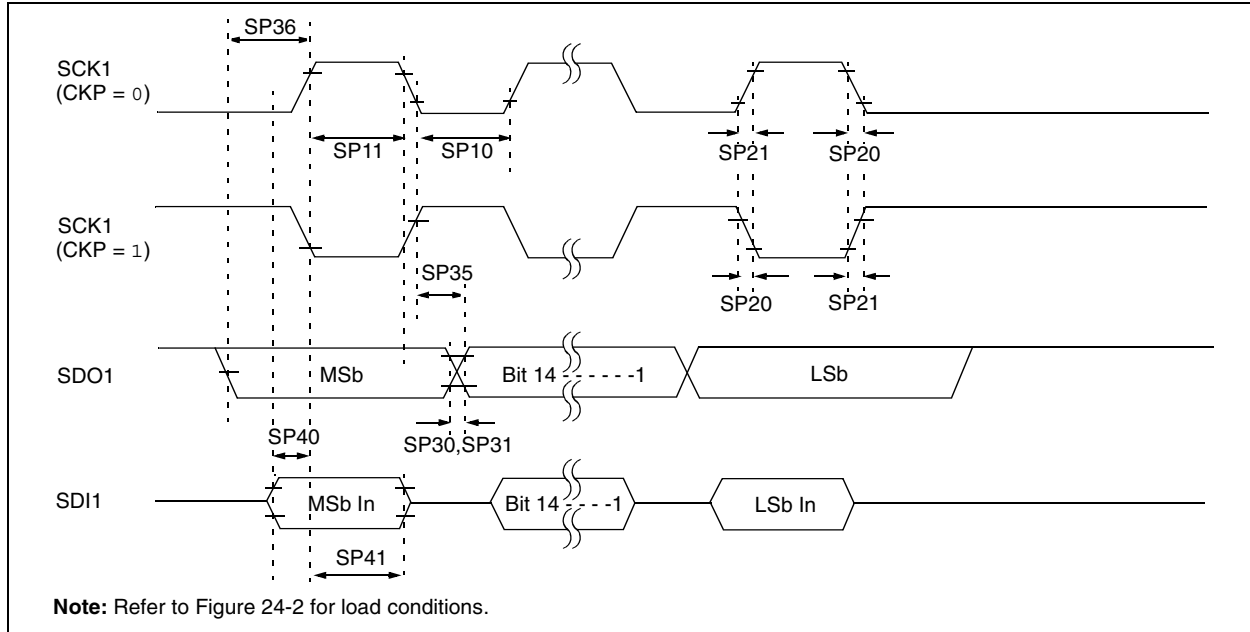 SP36
SCK1
(CKP = 0)
SP11
SP10
SP21
SP20
SCK1
(CKP = 1)
SP35
SP20
SP21
SDO1
MSb
Bit 14 - - - - - -1
LSb
SP40
SP30,SP31
SDI1
MSb In
Bit 14 - - - -1
LSb In
SP41
Note: Refer to Figure 24-2 for load conditions.